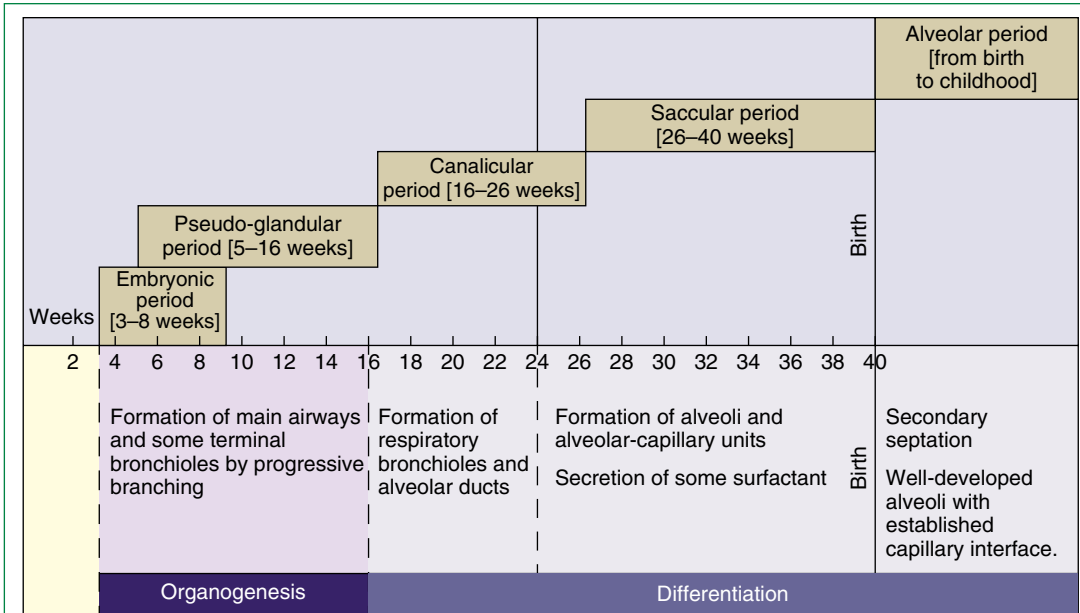 Alveolar period
[from birth
to childhood]
Saccular period
[26–40 weeks]
Canalicular
period [16–26 weeks]
Pseudo-glandular
period [5–16 weeks]
Birth
Embryonic
period
[3–8 weeks]
Weeks
2 4 6 8 10 12 14 16 18 20 22 24 26 28 30 32 34 36 38 40
Formation of main airways
and some terminal
bronchioles by progressive
branching
Formation of
respiratory
bronchioles and
alveolar ducts
Formation of alveoli and
alveolar-capillary units
Secretion of some surfactant
Birth
Secondary
septation
Well-developed
alveoli with
established
capillary interface.
Organogenesis
Differentiation